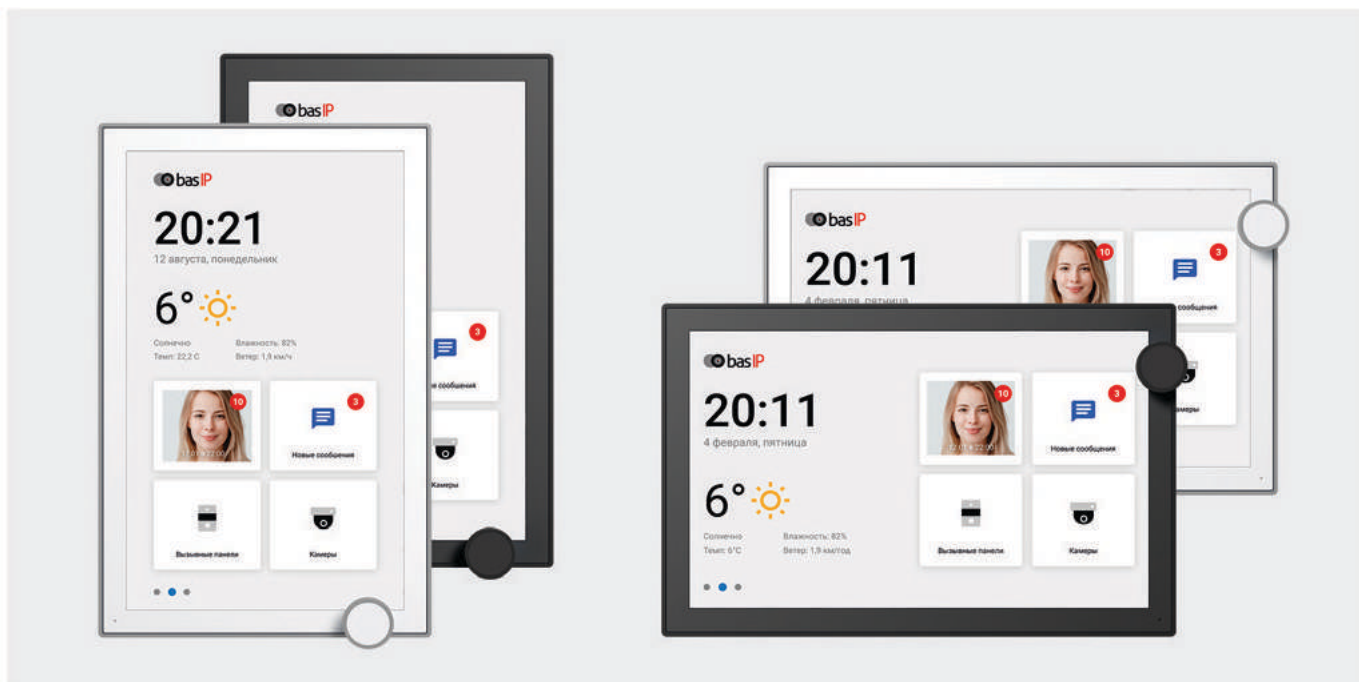 basIP
20:21
12 августа, понедельник
6°
Солнечно
Влажность: 82%
Темп: 22,2 C
Ветер: 1,9 км/ч
10
3
Новые сообщения
Вызывные панели
Камеры
basIP
3
е сообщения
Камеры
basIP
20:11
4 февраля, пятница
10
3
сообщения
амеры
basIP
20:11
4 февраля, пятница
6°
Солнечно
Влажность: 82%
Темп: 6°C
Ветер: 1,9 км/год
10
3
Новые сообщения
Вызывные панели
Камеры